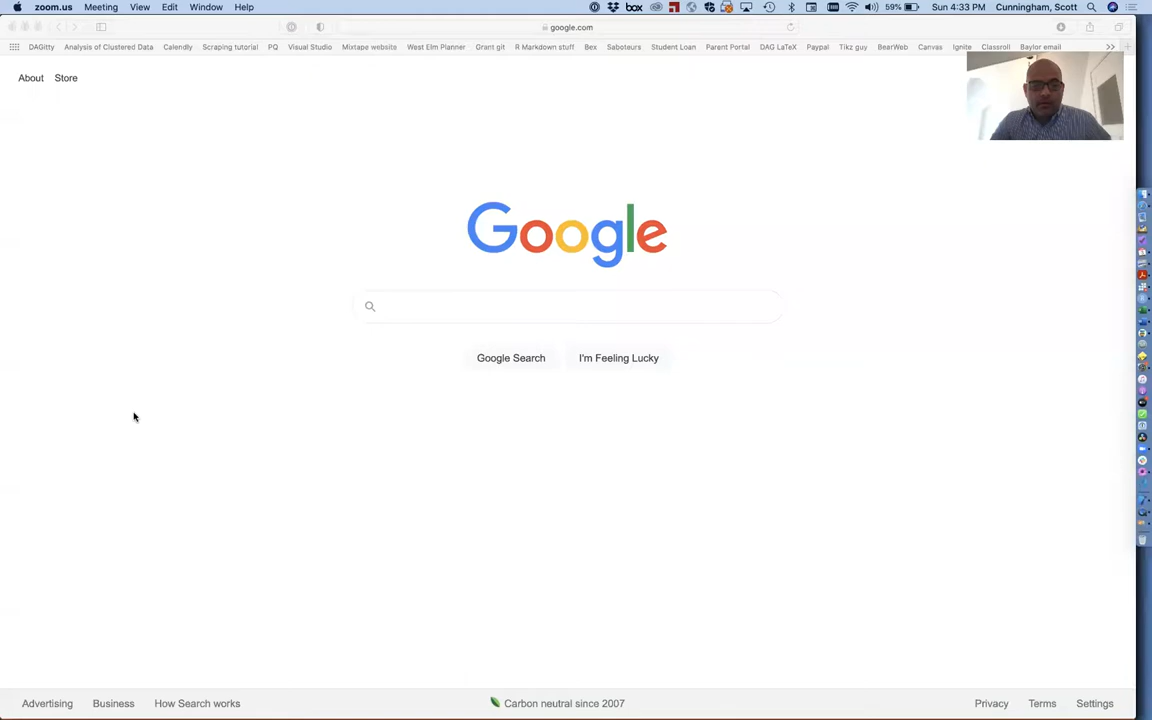 zoom.us Meeting View Edit Window Help box 59% Sun 4:33 PM Cunningham, Scott
google.com
DAGitty Analysis of Clustered Data Calendly Scraping tutorial PQ Visual Studio Mixtape website West Elm Planner Grant git R Markdown stuff Bex Saboteurs Student Loan Parent Portal DAG LaTeX Paypal Tikz guy BearWeb Canvas Ignite Classroll Baylor email
About Store
Google
Google Search I'm Feeling Lucky
Carbon neutral since 2007
Advertising Business How Search works Privacy Terms Settings